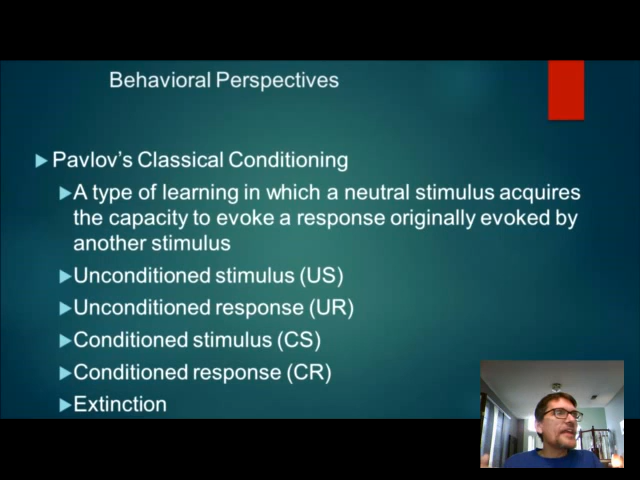 Behavioral Perspectives
Pavlov's Classical Conditioning
A type of learning in which a neutral stimulus acquires
the capacity to evoke a response originally evoked by
another stimulus
Unconditioned stimulus (US)
Unconditioned response (UR)
Conditioned stimulus (CS)
Conditioned response (CR)
Extinction